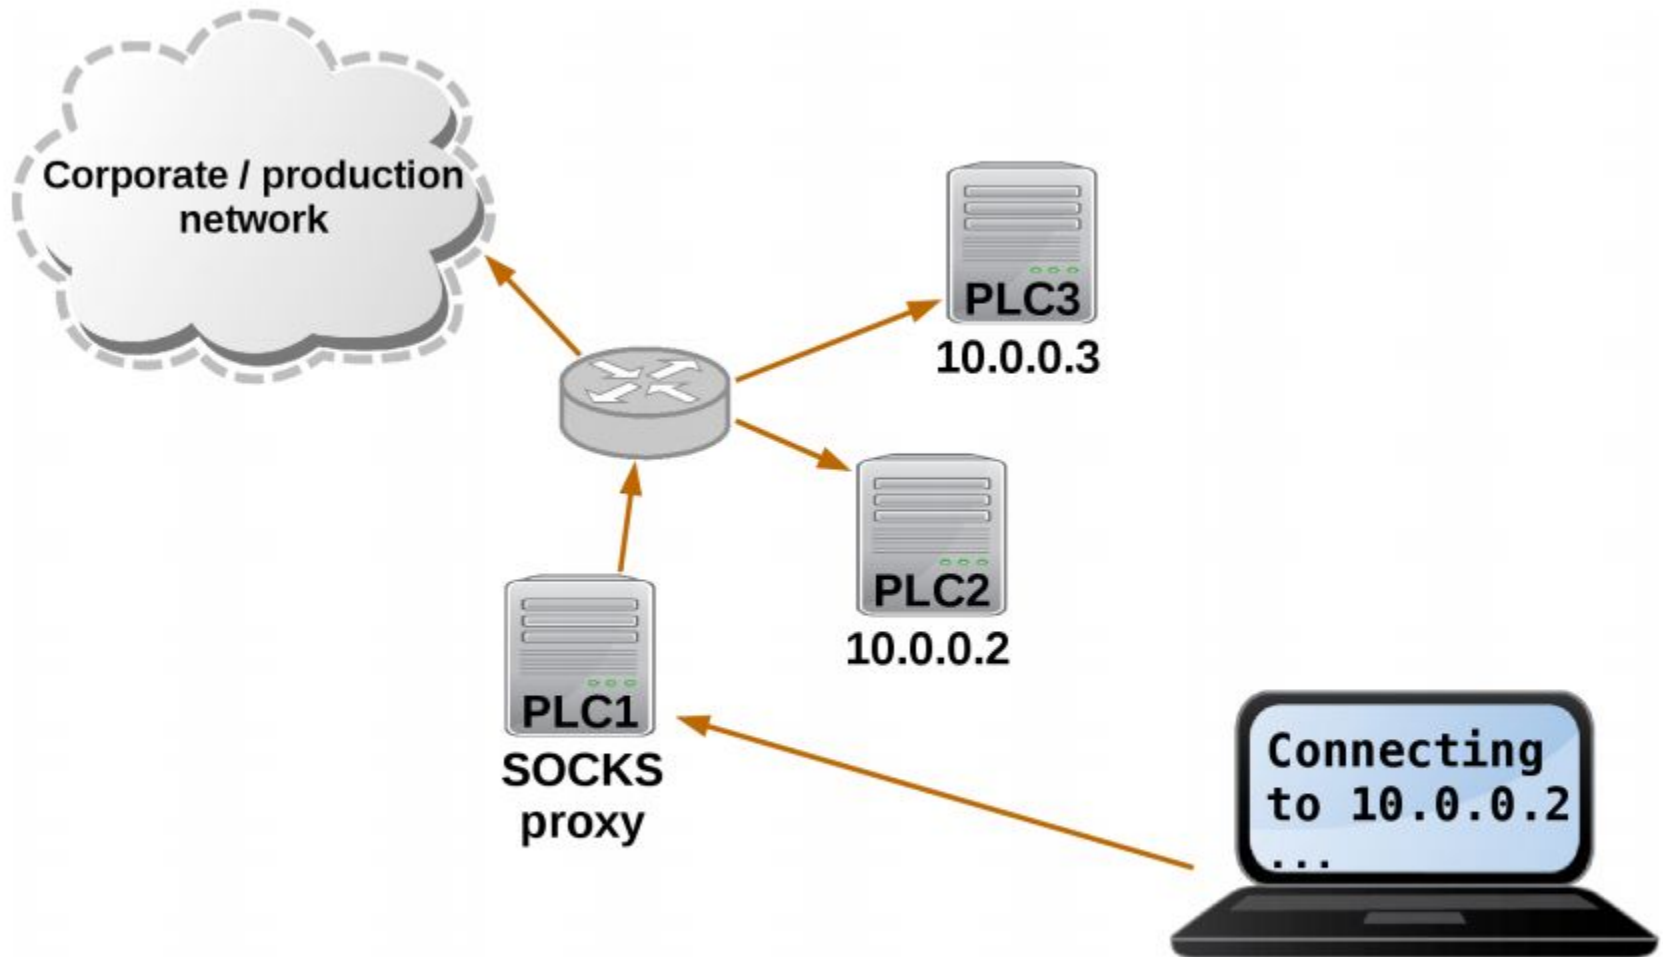 Corporate / production
network
PLC3
10.0.0.3
PLC2
10.0.0.2
PLC1
SOCKS
proxy
Connecting
to 10.0.0.2
...